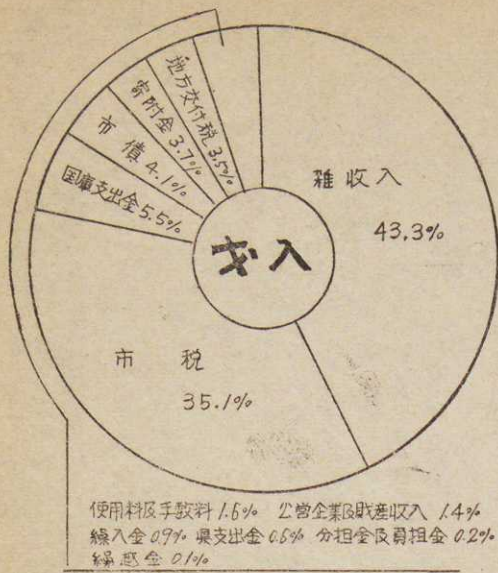 地方交付税 3.5%
寄附金 3.7%
市債 4.1%
国庫支出金 5.5%
雑収入
43.3%
才入
市税
35.1%
使用料及手数料 1.6% 公営企業及財産収入 1.4%
繰入金 0.9% 県支出金 0.6% 分担金及負担金 0.2%
繰越金 0.1%